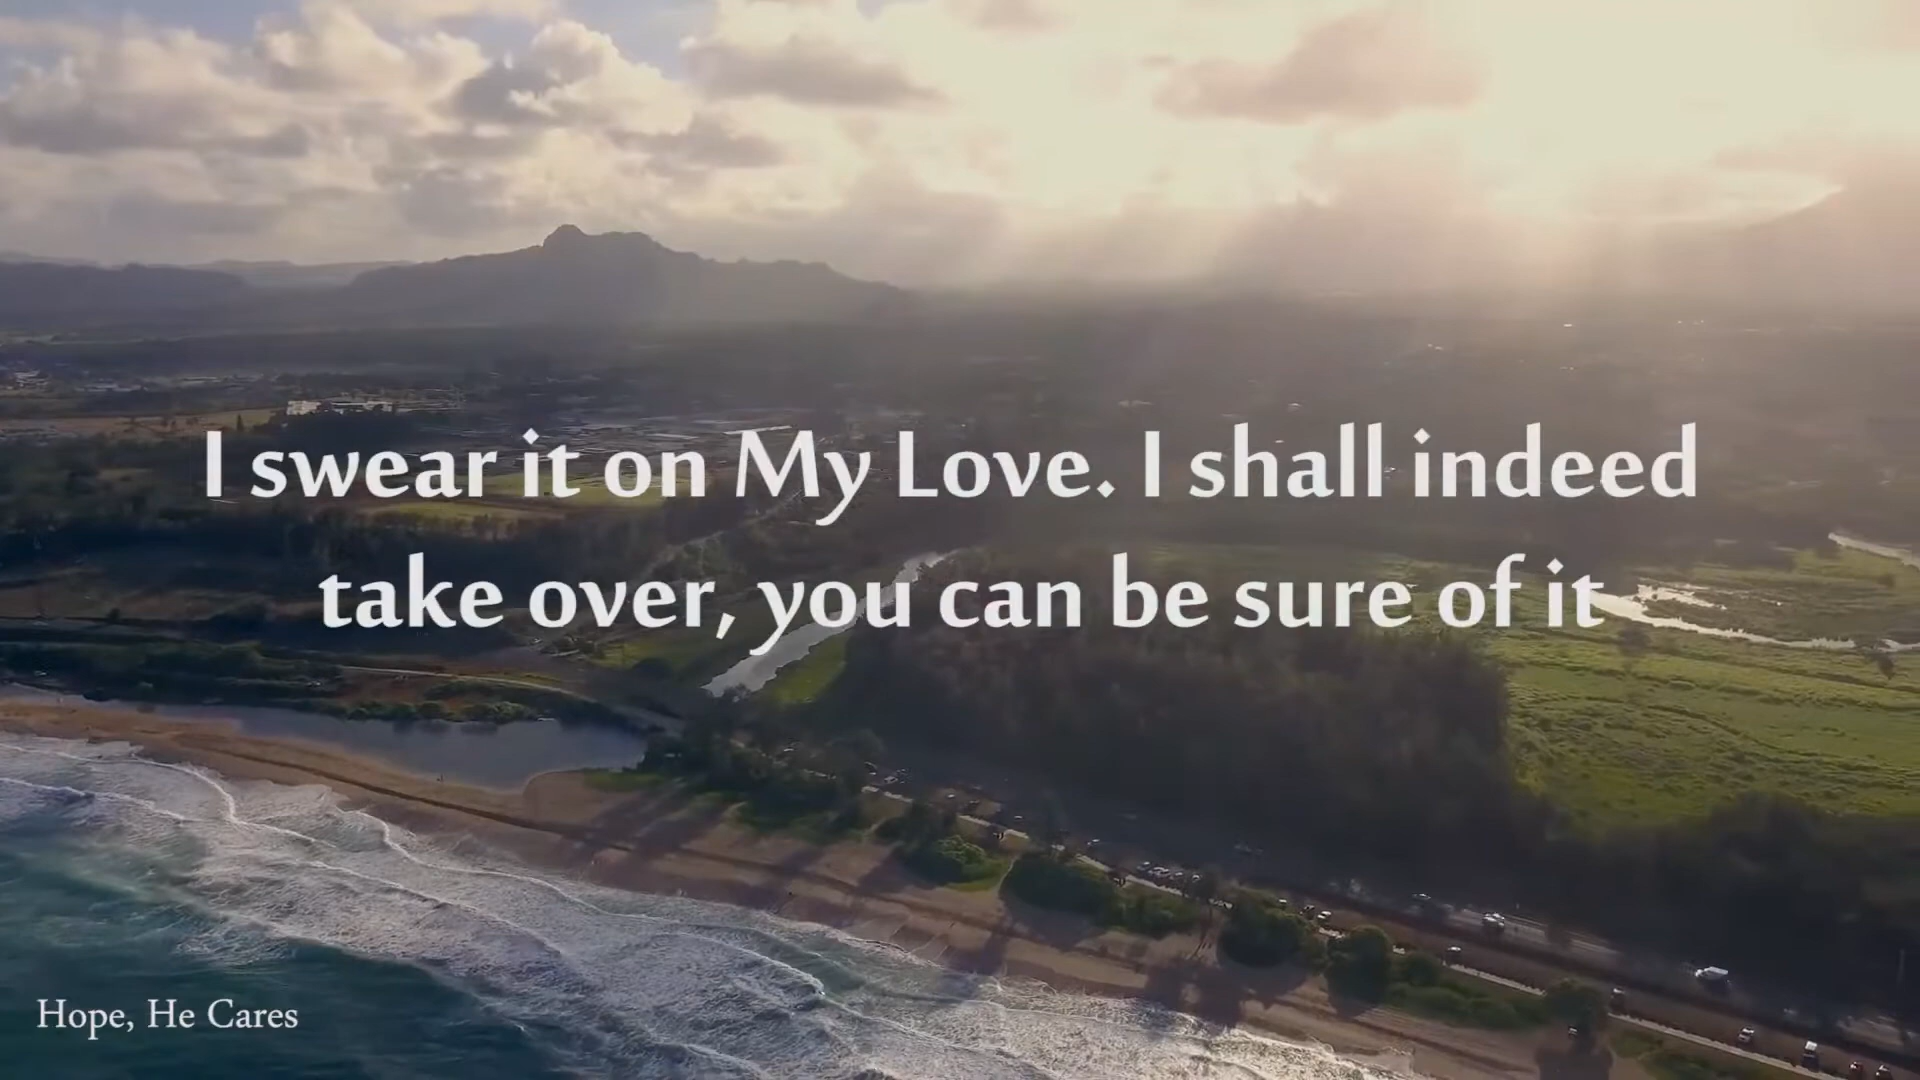 I swear it on My Love. I shall indeed
take over, you can be sure of it
Hope, He Cares